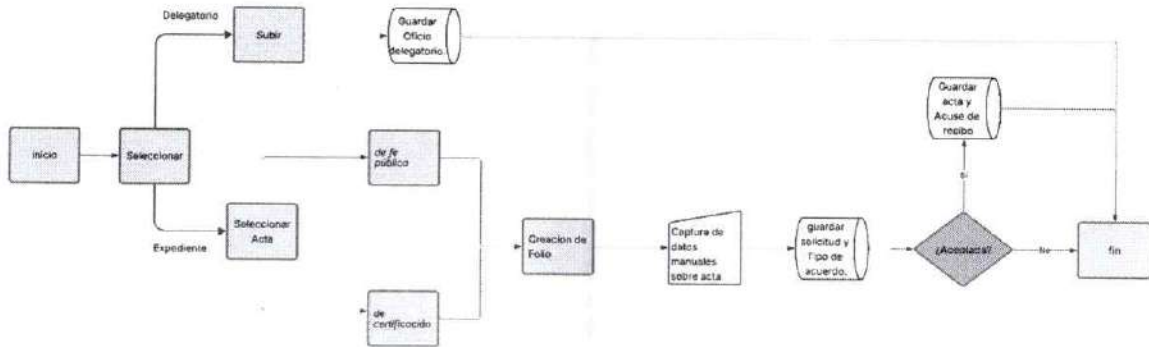 Delegatorio
Subir
Guardar
Oficio
delegatorio.
Guardar
acta y
Acuse de
recibo
Inicio
Seleccionar
de fe
pública
Si
Seleccionar
Acta
Expediente
Creacion de
Folio
Captura de
datos
manuales
sobre acta
guardar
solicitud y
Tipo de
acuerdo.
¿Aceptada?
No
fin
de
certificacido